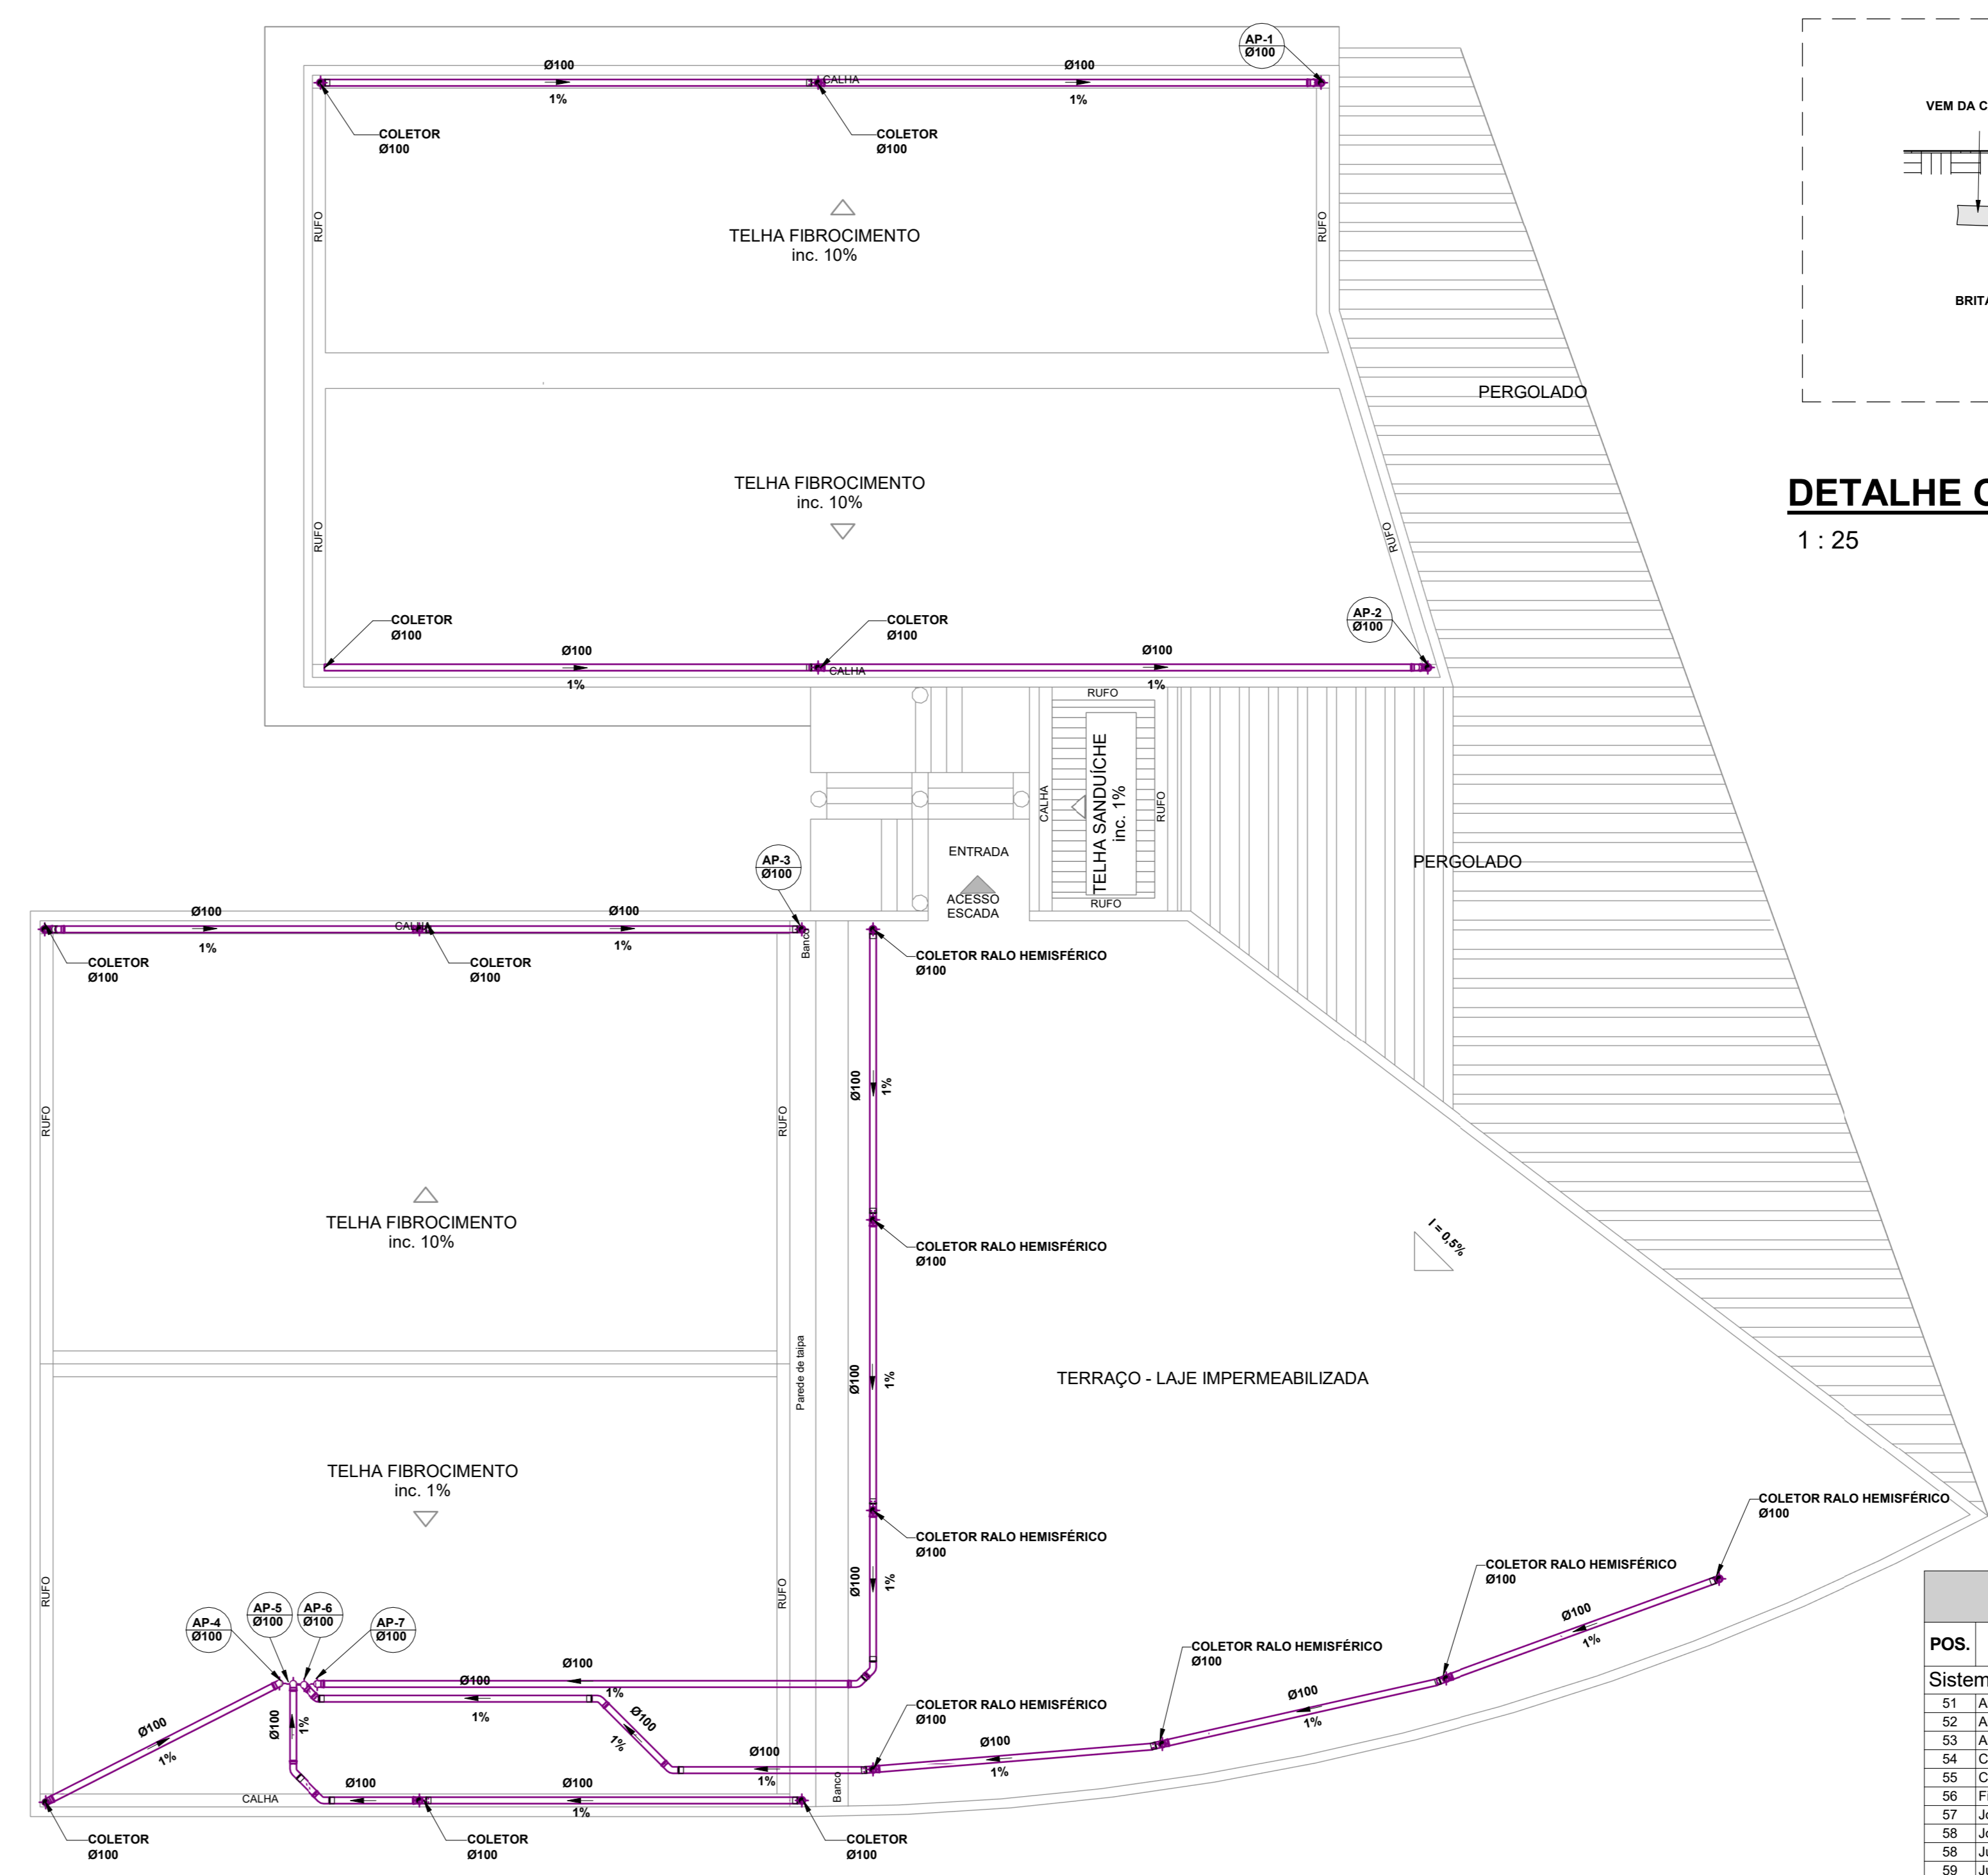 AP-1
Ø100
Ø100
CALHA
Ø100
1%
1%
COLETOR
Ø100
COLETOR
Ø100
RUFO
RUFO
TELHA FIBROCIMENTO
inc. 10%
VEM DA C
BRITA
PERGOLADO
DETALHE C
1 : 25
TELHA FIBROCIMENTO
inc. 10%
RUFO
RUFO
COLETOR
Ø100
COLETOR
Ø100
AP-2
Ø100
Ø100
Ø100
CALHA
1%
1%
RUFO
TELHA SANDUÍCHE
inc. 1%
CALHA
RUFO
RUFO
ENTRADA
ACESSO
ESCADA
PERGOLADO
AP-3
Ø100
Ø100
Ø100
CALHA
1%
1%
Banco
COLETOR
Ø100
COLETOR
Ø100
COLETOR RALO HEMISFÉRICO
Ø100
Ø100
1%
RUFO
RUFO
TELHA FIBROCIMENTO
inc. 10%
COLETOR RALO HEMISFÉRICO
Ø100
I = 0,5%
Parede de taipa
Ø100
1%
TERRAÇO - LAJE IMPERMEABILIZADA
TELHA FIBROCIMENTO
inc. 1%
COLETOR RALO HEMISFÉRICO
Ø100
COLETOR RALO HEMISFÉRICO
Ø100
COLETOR RALO HEMISFÉRICO
Ø100
RUFO
RUFO
Ø100
1%
AP-4
Ø100
AP-5
Ø100
AP-6
Ø100
AP-7
Ø100
Ø100
1%
COLETOR RALO HEMISFÉRICO
Ø100
Ø100
Ø100
1%
1%
Ø100
1%
COLETOR RALO HEMISFÉRICO
Ø100
Ø100
1%
Ø100
1%
Ø100
1%
Ø100
1%
Ø100
1%
CALHA
Ø100
Ø100
1%
Banco
COLETOR
Ø100
COLETOR
Ø100
COLETOR
Ø100
POS.
Sistem
51 A
52 A
53 A
54 C
55 C
56 Fl
57 Jo
58 Jo
58 Ju
59 Ju